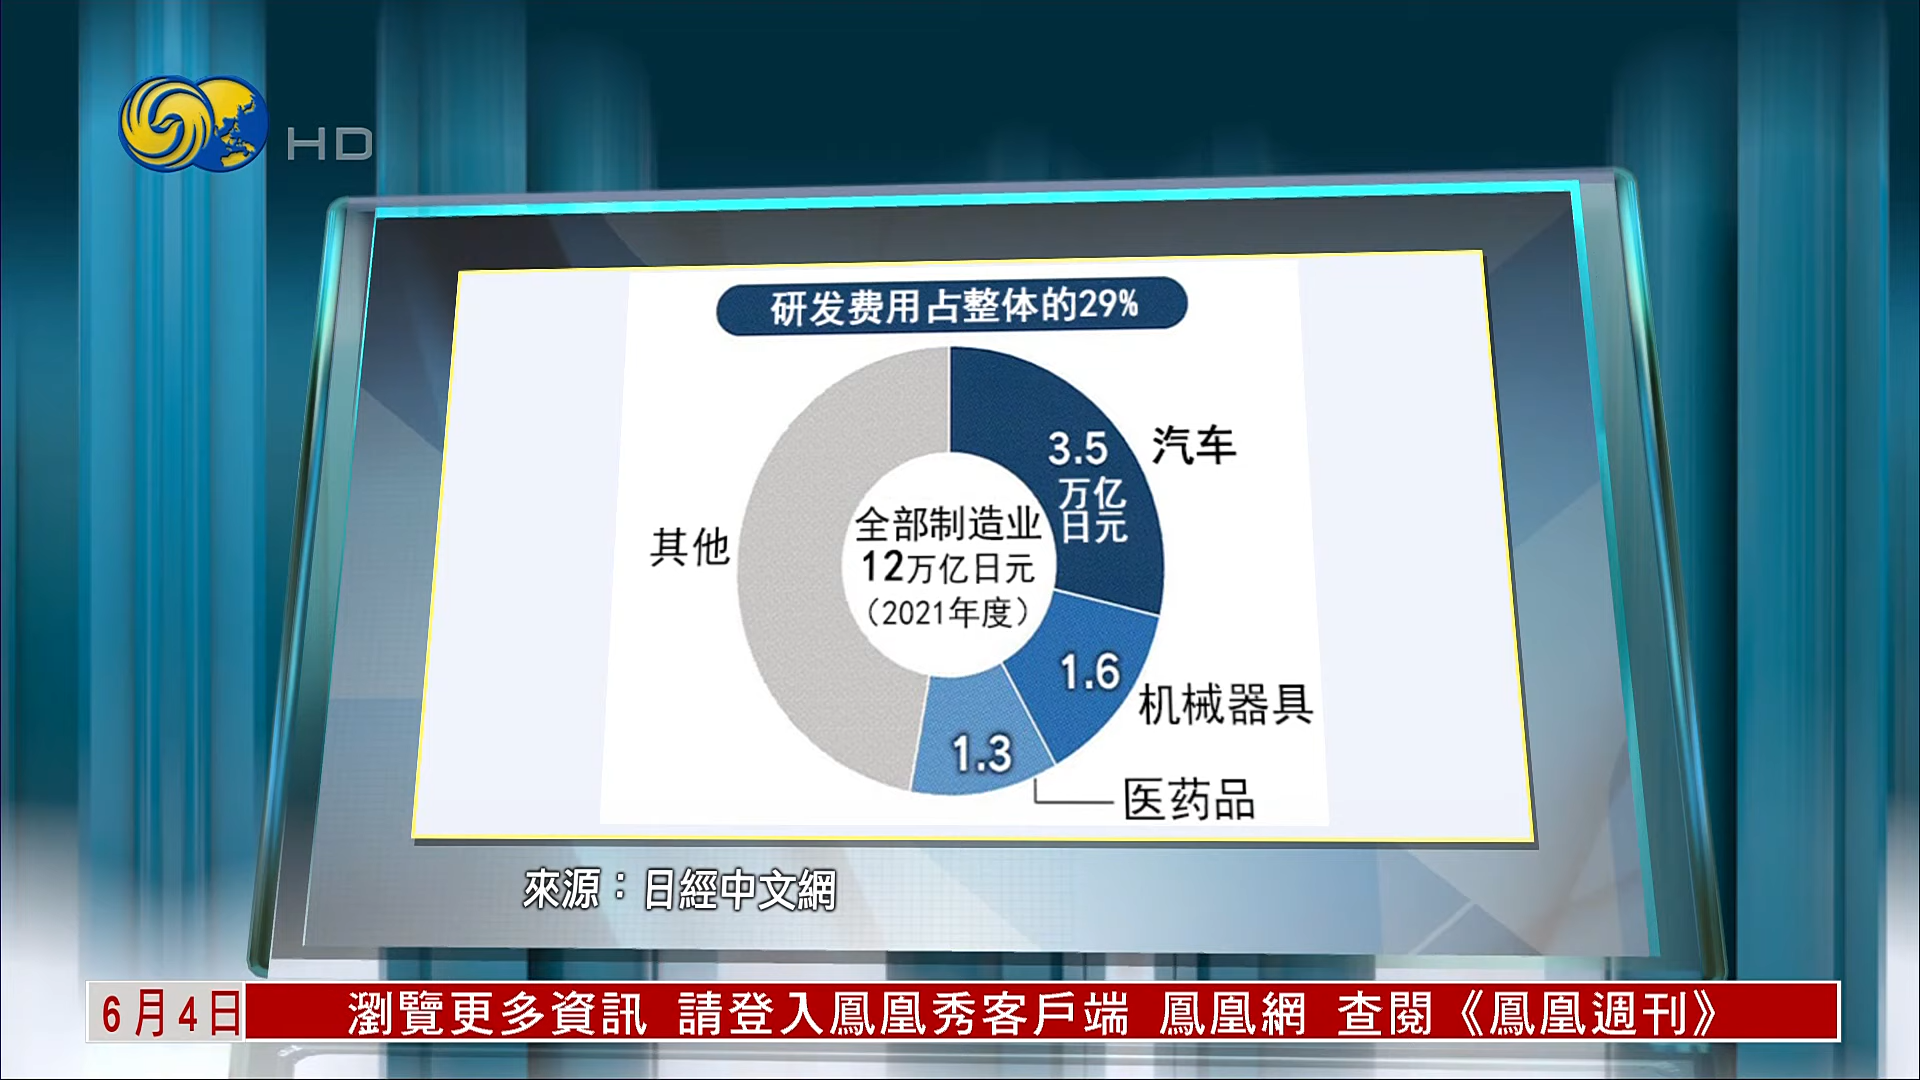 HD
研发费用占整体的29%
3.5
万亿
日元
汽车
其他
全部制造业
12万亿日元
（2021年度）
1.6
机械器具
1.3
医药品
來源：日經中文網
6月4日
瀏覽更多資訊 請登入鳳凰秀客戶端 鳳凰網 查閱《鳳凰週刊》